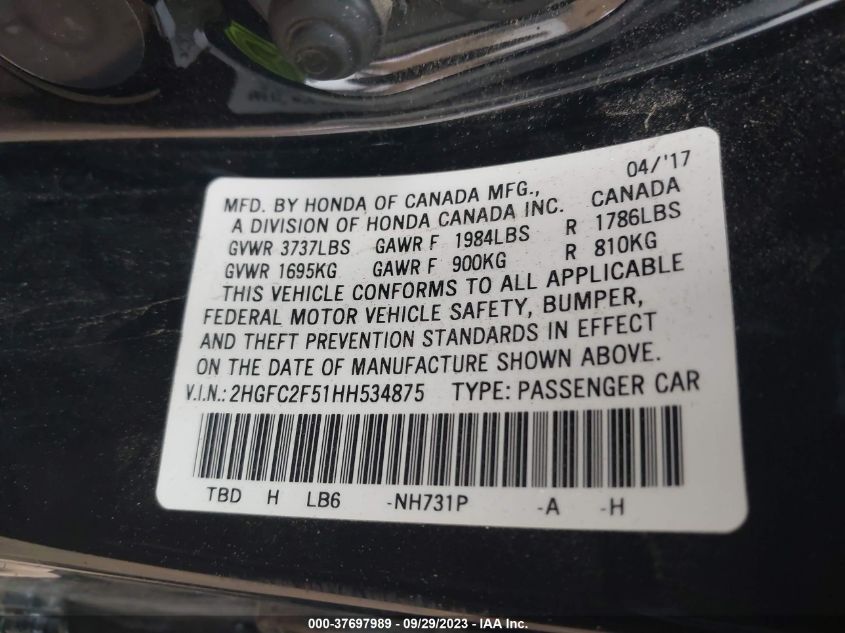 04/'17
MFD. BY HONDA OF CANADA MFG., CANADA
A DIVISION OF HONDA CANADA INC.
GVWR 3737LBS GAWR F 1984LBS R 1786LBS
GVWR 1695KG GAWR F 900KG R 810KG
THIS VEHICLE CONFORMS TO ALL APPLICABLE
FEDERAL MOTOR VEHICLE SAFETY, BUMPER,
AND THEFT PREVENTION STANDARDS IN EFFECT
ON THE DATE OF MANUFACTURE SHOWN ABOVE.
V.I.N.: 2HGFC2F51HH534875 TYPE: PASSENGER CAR
TBD H LB6 -NH731P -A -H
000-37697989 - 09/29/2023 - IAA Inc.